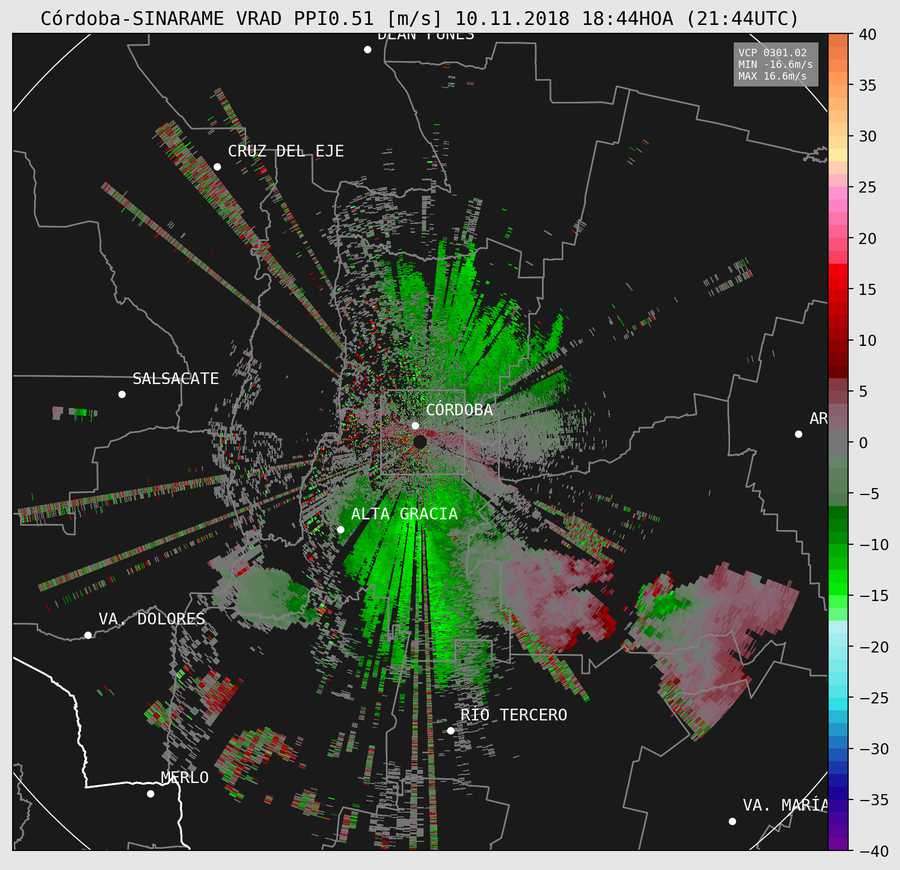 Córdoba-SINARAME VRAD PPI0.51 [m/s] 10.11.2018 18:44HOA (21:44UTC)
DEAN FUNES
VCP 0301.02
MIN -16.6m/s
MAX 16.6m/s
CRUZ DEL EJE
SALSACATE
CÓRDOBA
AR
ALTA GRACIA
VA. DOLORES
RÍO TERCERO
MERLO
VA. MARÍA
40
35
30
25
20
15
10
5
0
−5
−10
−15
−20
−25
−30
−35
−40